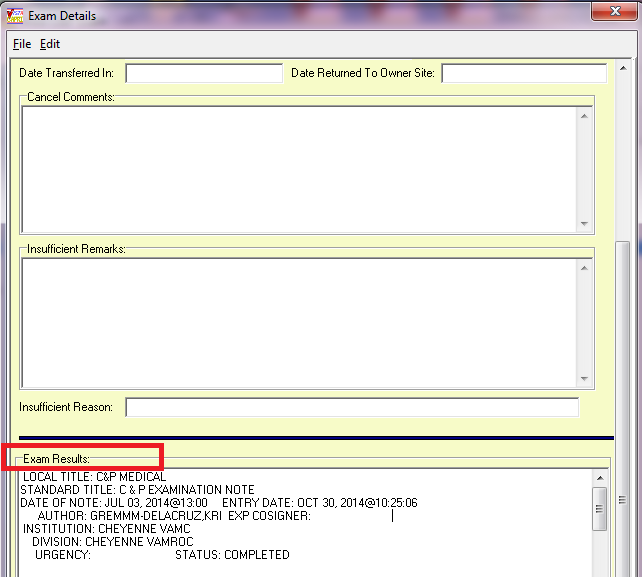 Exam Details
File Edit
Date Transferred In: Date Returned To Owner Site:
Cancel Comments:
Insufficient Remarks:
Insufficient Reason:
Exam Results:
LOCAL TITLE: C&P MEDICAL
STANDARD TITLE: C & P EXAMINATION NOTE
DATE OF NOTE: JUL 03, 2014@13:00 ENTRY DATE: OCT 30, 2014@10:25:06
AUTHOR: GREMMM-DELACRUZ,KRI EXP COSIGNER:
INSTITUTION: CHEYENNE VAMC
DIVISION: CHEYENNE VAMROC
URGENCY: STATUS: COMPLETED